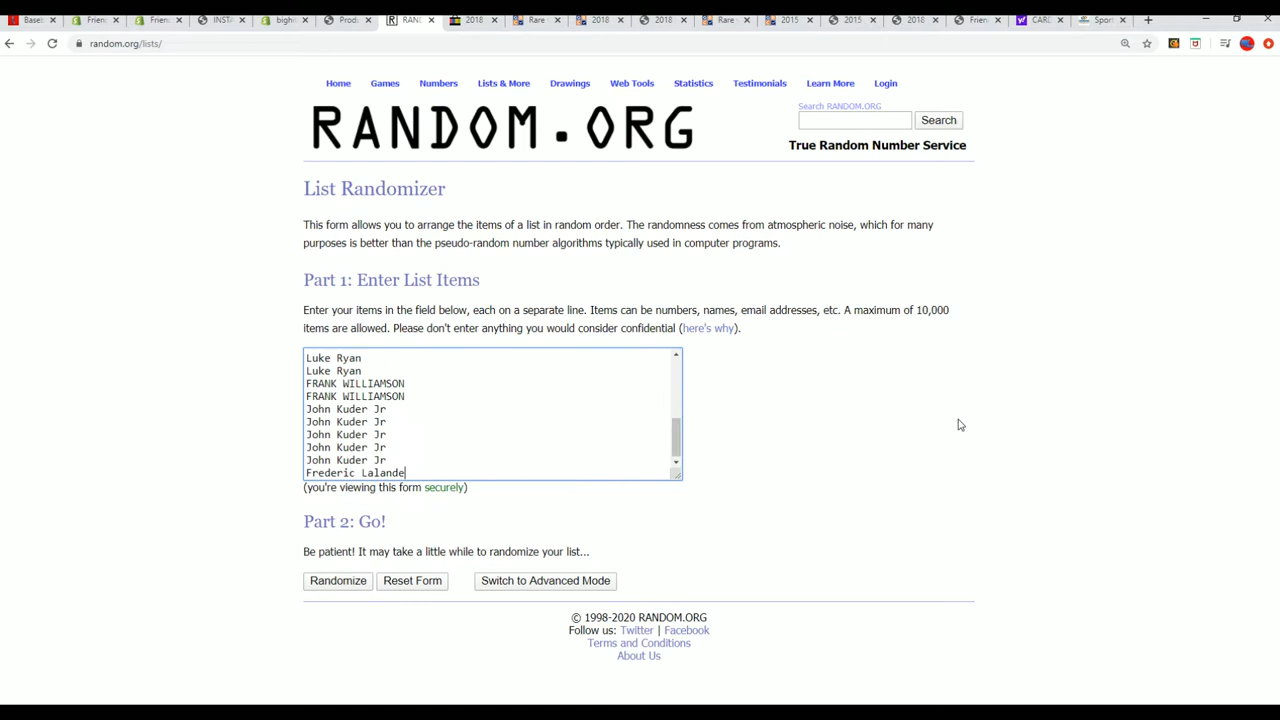 Baseb
Frien
Frien
INST
bigh
Prod
RAN
2018
Rare
2018
2018
Rare
2015
2015
2018
Frien
CARD
Sport
random.org/lists/
Home Games Numbers Lists & More Drawings Web Tools Statistics Testimonials Learn More Login
RANDOM.ORG
Search RANDOM.ORG
Search
True Random Number Service
List Randomizer
This form allows you to arrange the items of a list in random order. The randomness comes from atmospheric noise, which for many
purposes is better than the pseudo-random number algorithms typically used in computer programs.
Part 1: Enter List Items
Enter your items in the field below, each on a separate line. Items can be numbers, names, email addresses, etc. A maximum of 10,000
items are allowed. Please don't enter anything you would consider confidential (here's why).
Luke Ryan
Luke Ryan
FRANK WILLIAMSON
FRANK WILLIAMSON
John Kuder Jr
John Kuder Jr
John Kuder Jr
John Kuder Jr
John Kuder Jr
Frederic Lalande
(you're viewing this form securely)
Part 2: Go!
Be patient! It may take a little while to randomize your list...
Randomize Reset Form Switch to Advanced Mode
© 1998-2020 RANDOM.ORG
Follow us: Twitter | Facebook
Terms and Conditions
About Us